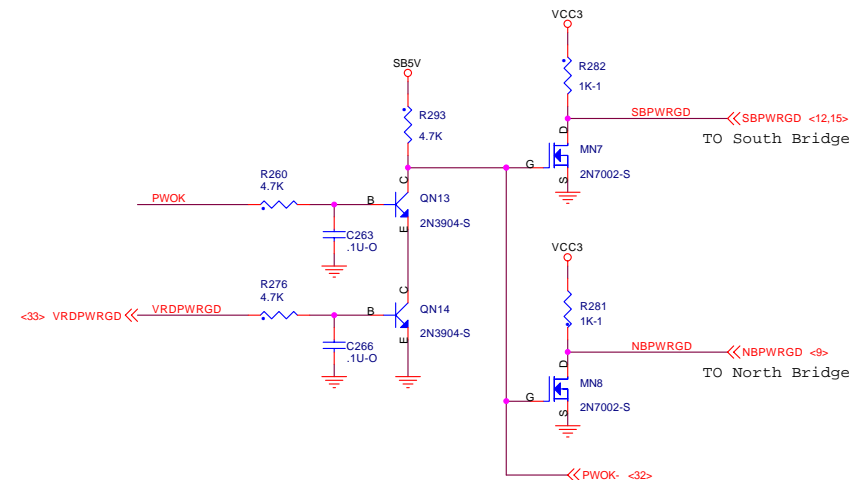 VCC3
R282
1K-1
SBPWRGD
SBPWRGD <12,15>
TO South Bridge
D
G
S
MN7
2N7002-S
SB5V
R293
4.7K
R260
4.7K
PWOK
B
C
E
QN13
2N3904-S
C263
.1U-O
R276
4.7K
<33> VRDPWRGD
VRDPWRGD
B
C
E
QN14
2N3904-S
C266
.1U-O
VCC3
R281
1K-1
NBPWRGD
NBPWRGD <9>
TO North Bridge
D
G
S
MN8
2N7002-S
PWOK- <32>